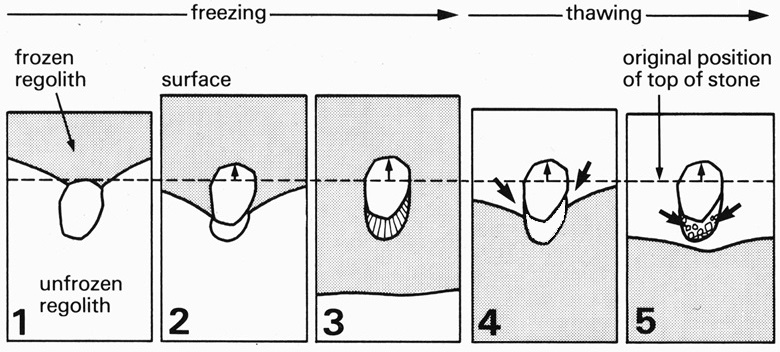 freezing
thawing
frozen
regolith
surface
original position
of top of stone
unfrozen
regolith
1
2
3
4
5